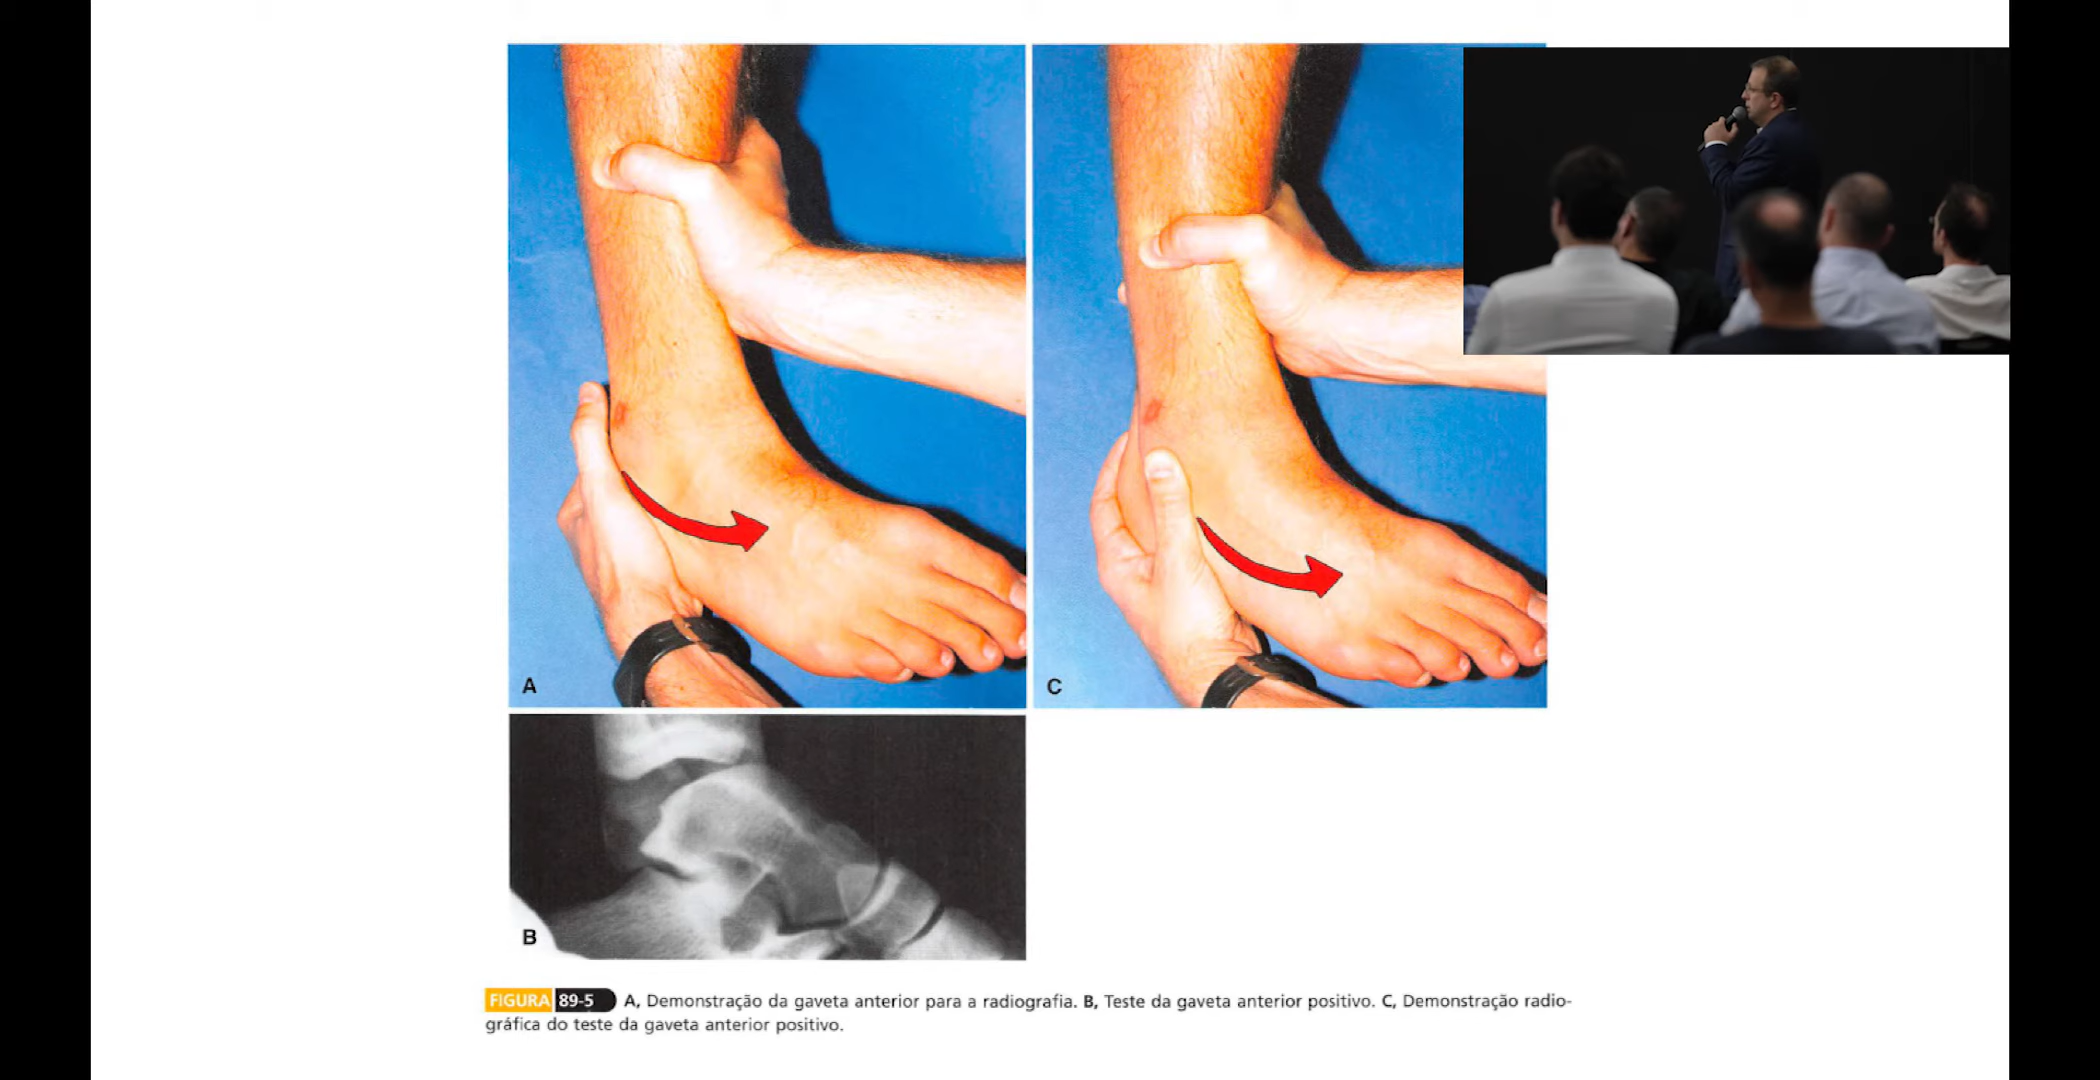 A
C
B
FIGURA 89-5 A, Demonstração da gaveta anterior para a radiografia. B, Teste da gaveta anterior positivo. C, Demonstração radio-
gráfica do teste da gaveta anterior positivo.